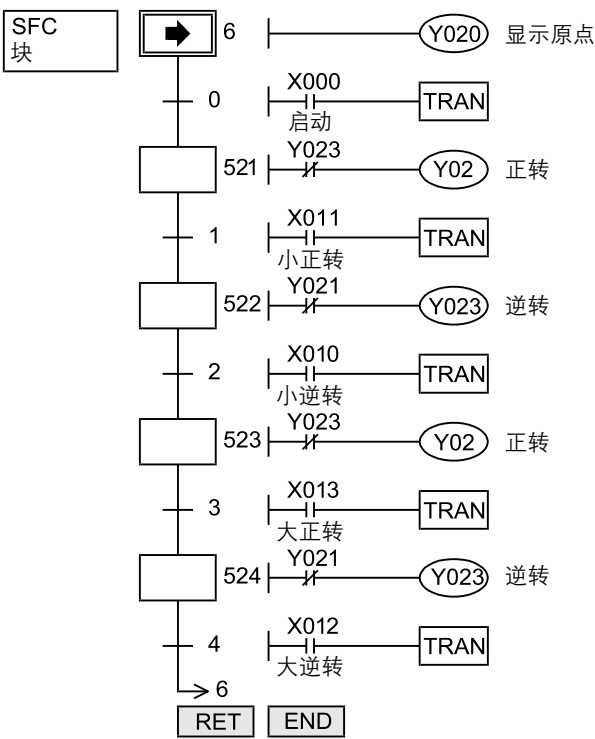 SFC
块
6
Y020
显示原点
0
X000
TRAN
启动
521
Y023
Y02
正转
1
X011
TRAN
小正转
522
Y021
Y023
逆转
2
X010
TRAN
小逆转
523
Y023
Y02
正转
3
X013
TRAN
大正转
524
Y021
Y023
逆转
4
X012
TRAN
大逆转
6
RET
END